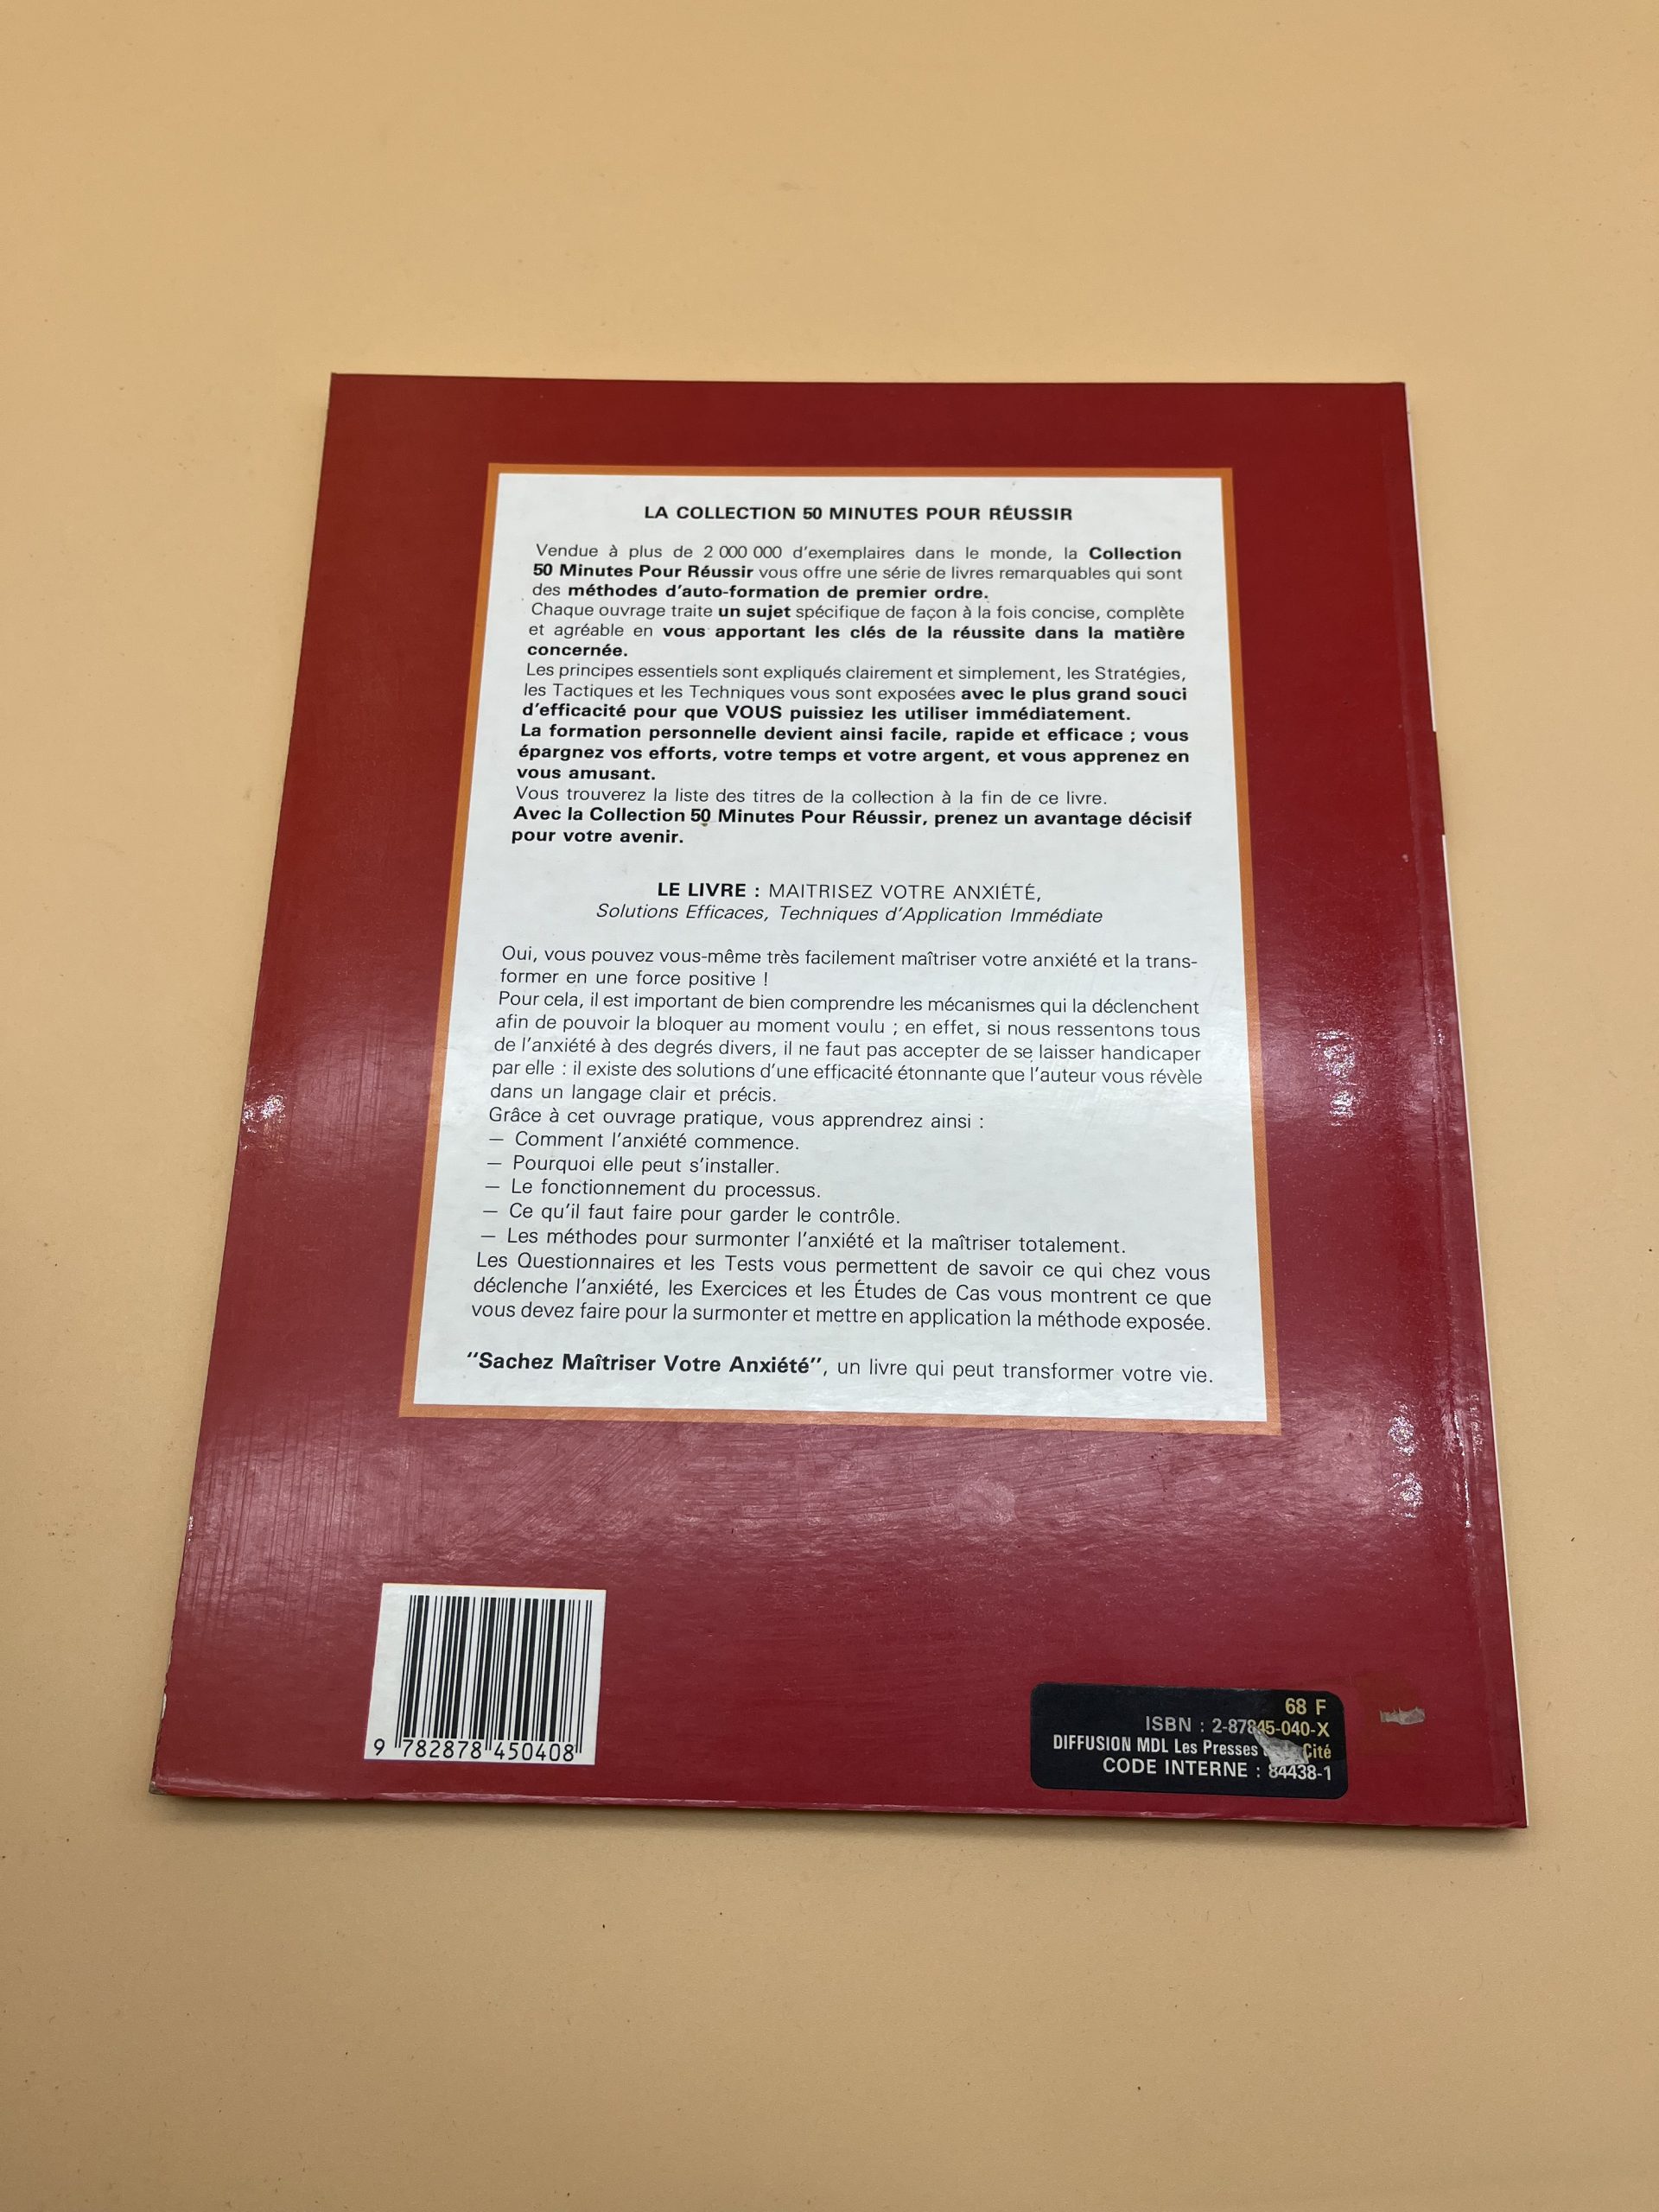 LA COLLECTION 50 MINUTES POUR RÉUSSIR
Vendue à plus de 2 000 000 d'exemplaires dans le monde, la Collection
50 Minutes Pour Réussir vous offre une série de livres remarquables qui sont
des méthodes d'auto-formation de premier ordre.
Chaque ouvrage traite un sujet spécifique de façon à la fois concise, complète
et agréable en vous apportant les clés de la réussite dans la matière
concernée.
Les principes essentiels sont expliqués clairement et simplement, les Stratégies,
les Tactiques et les Techniques vous sont exposées avec le plus grand souci
d'efficacité pour que VOUS puissiez les utiliser immédiatement.
La formation personnelle devient ainsi facile, rapide et efficace ; vous
épargnez vos efforts, votre temps et votre argent, et vous apprenez en
vous amusant.
Vous trouverez la liste des titres de la collection à la fin de ce livre.
Avec la Collection 50 Minutes Pour Réussir, prenez un avantage décisif
pour votre avenir.
LE LIVRE : MAITRISEZ VOTRE ANXIÉTÉ,
Solutions Efficaces, Techniques d'Application Immédiate
Oui, vous pouvez vous-même très facilement maîtriser votre anxiété et la trans-
former en une force positive !
Pour cela, il est important de bien comprendre les mécanismes qui la déclenchent
afin de pouvoir la bloquer au moment voulu ; en effet, si nous ressentons tous
de l'anxiété à des degrés divers, il ne faut pas accepter de se laisser handicaper
par elle : il existe des solutions d'une efficacité étonnante que l'auteur vous révèle
dans un langage clair et précis.
Grâce à cet ouvrage pratique, vous apprendrez ainsi :
— Comment l'anxiété commence.
— Pourquoi elle peut s'installer.
— Le fonctionnement du processus.
— Ce qu'il faut faire pour garder le contrôle.
— Les méthodes pour surmonter l'anxiété et la maîtriser totalement.
Les Questionnaires et les Tests vous permettent de savoir ce qui chez vous
déclenche l'anxiété, les Exercices et les Études de Cas vous montrent ce que
vous devez faire pour la surmonter et mettre en application la méthode exposée.
"Sachez Maîtriser Votre Anxiété", un livre qui peut transformer votre vie.
9 782878 450408
68 F
ISBN : 2-87845-040-X
DIFFUSION MDL Les Presses Cité
CODE INTERNE : 84438-1